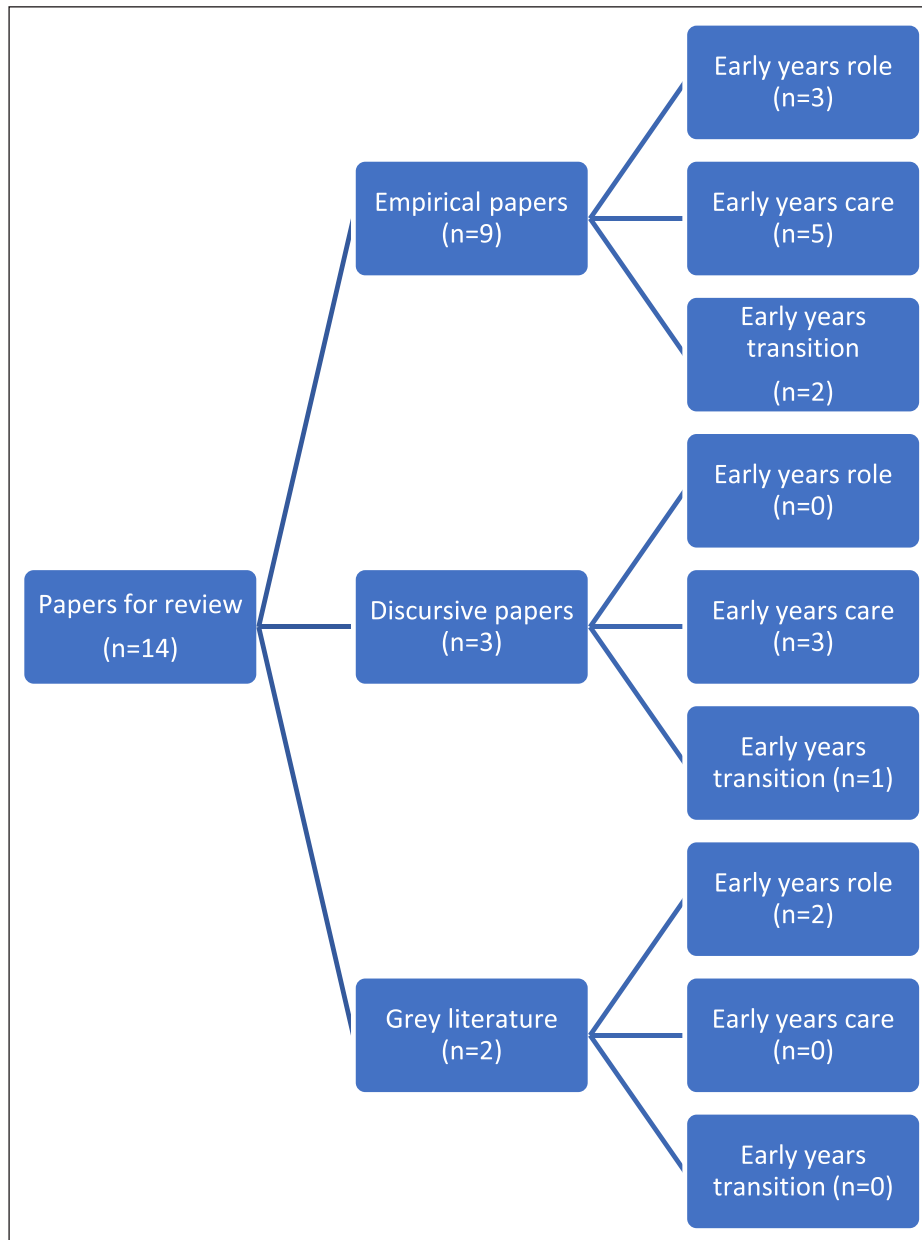 Papers for review
(n=14)
Empirical papers
(n=9)
Early years role
(n=3)
Early years care
(n=5)
Early years
transition
(n=2)
Discursive papers
(n=3)
Early years role
(n=0)
Early years care
(n=3)
Early years
transition (n=1)
Grey literature
(n=2)
Early years role
(n=2)
Early years care
(n=0)
Early years
transition (n=0)